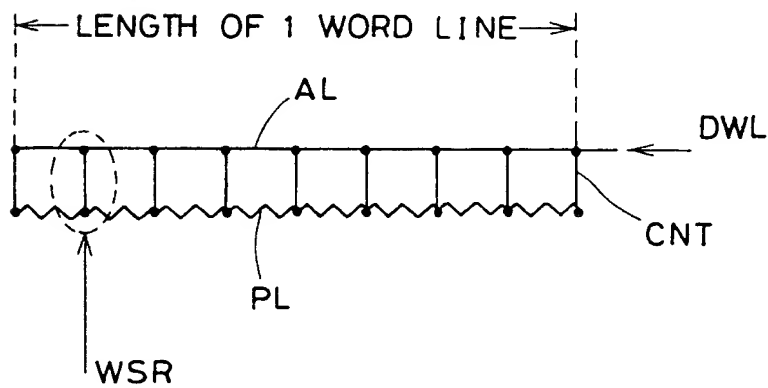 LENGTH OF 1 WORD LINE
AL
DWL
CNT
PL
WSR